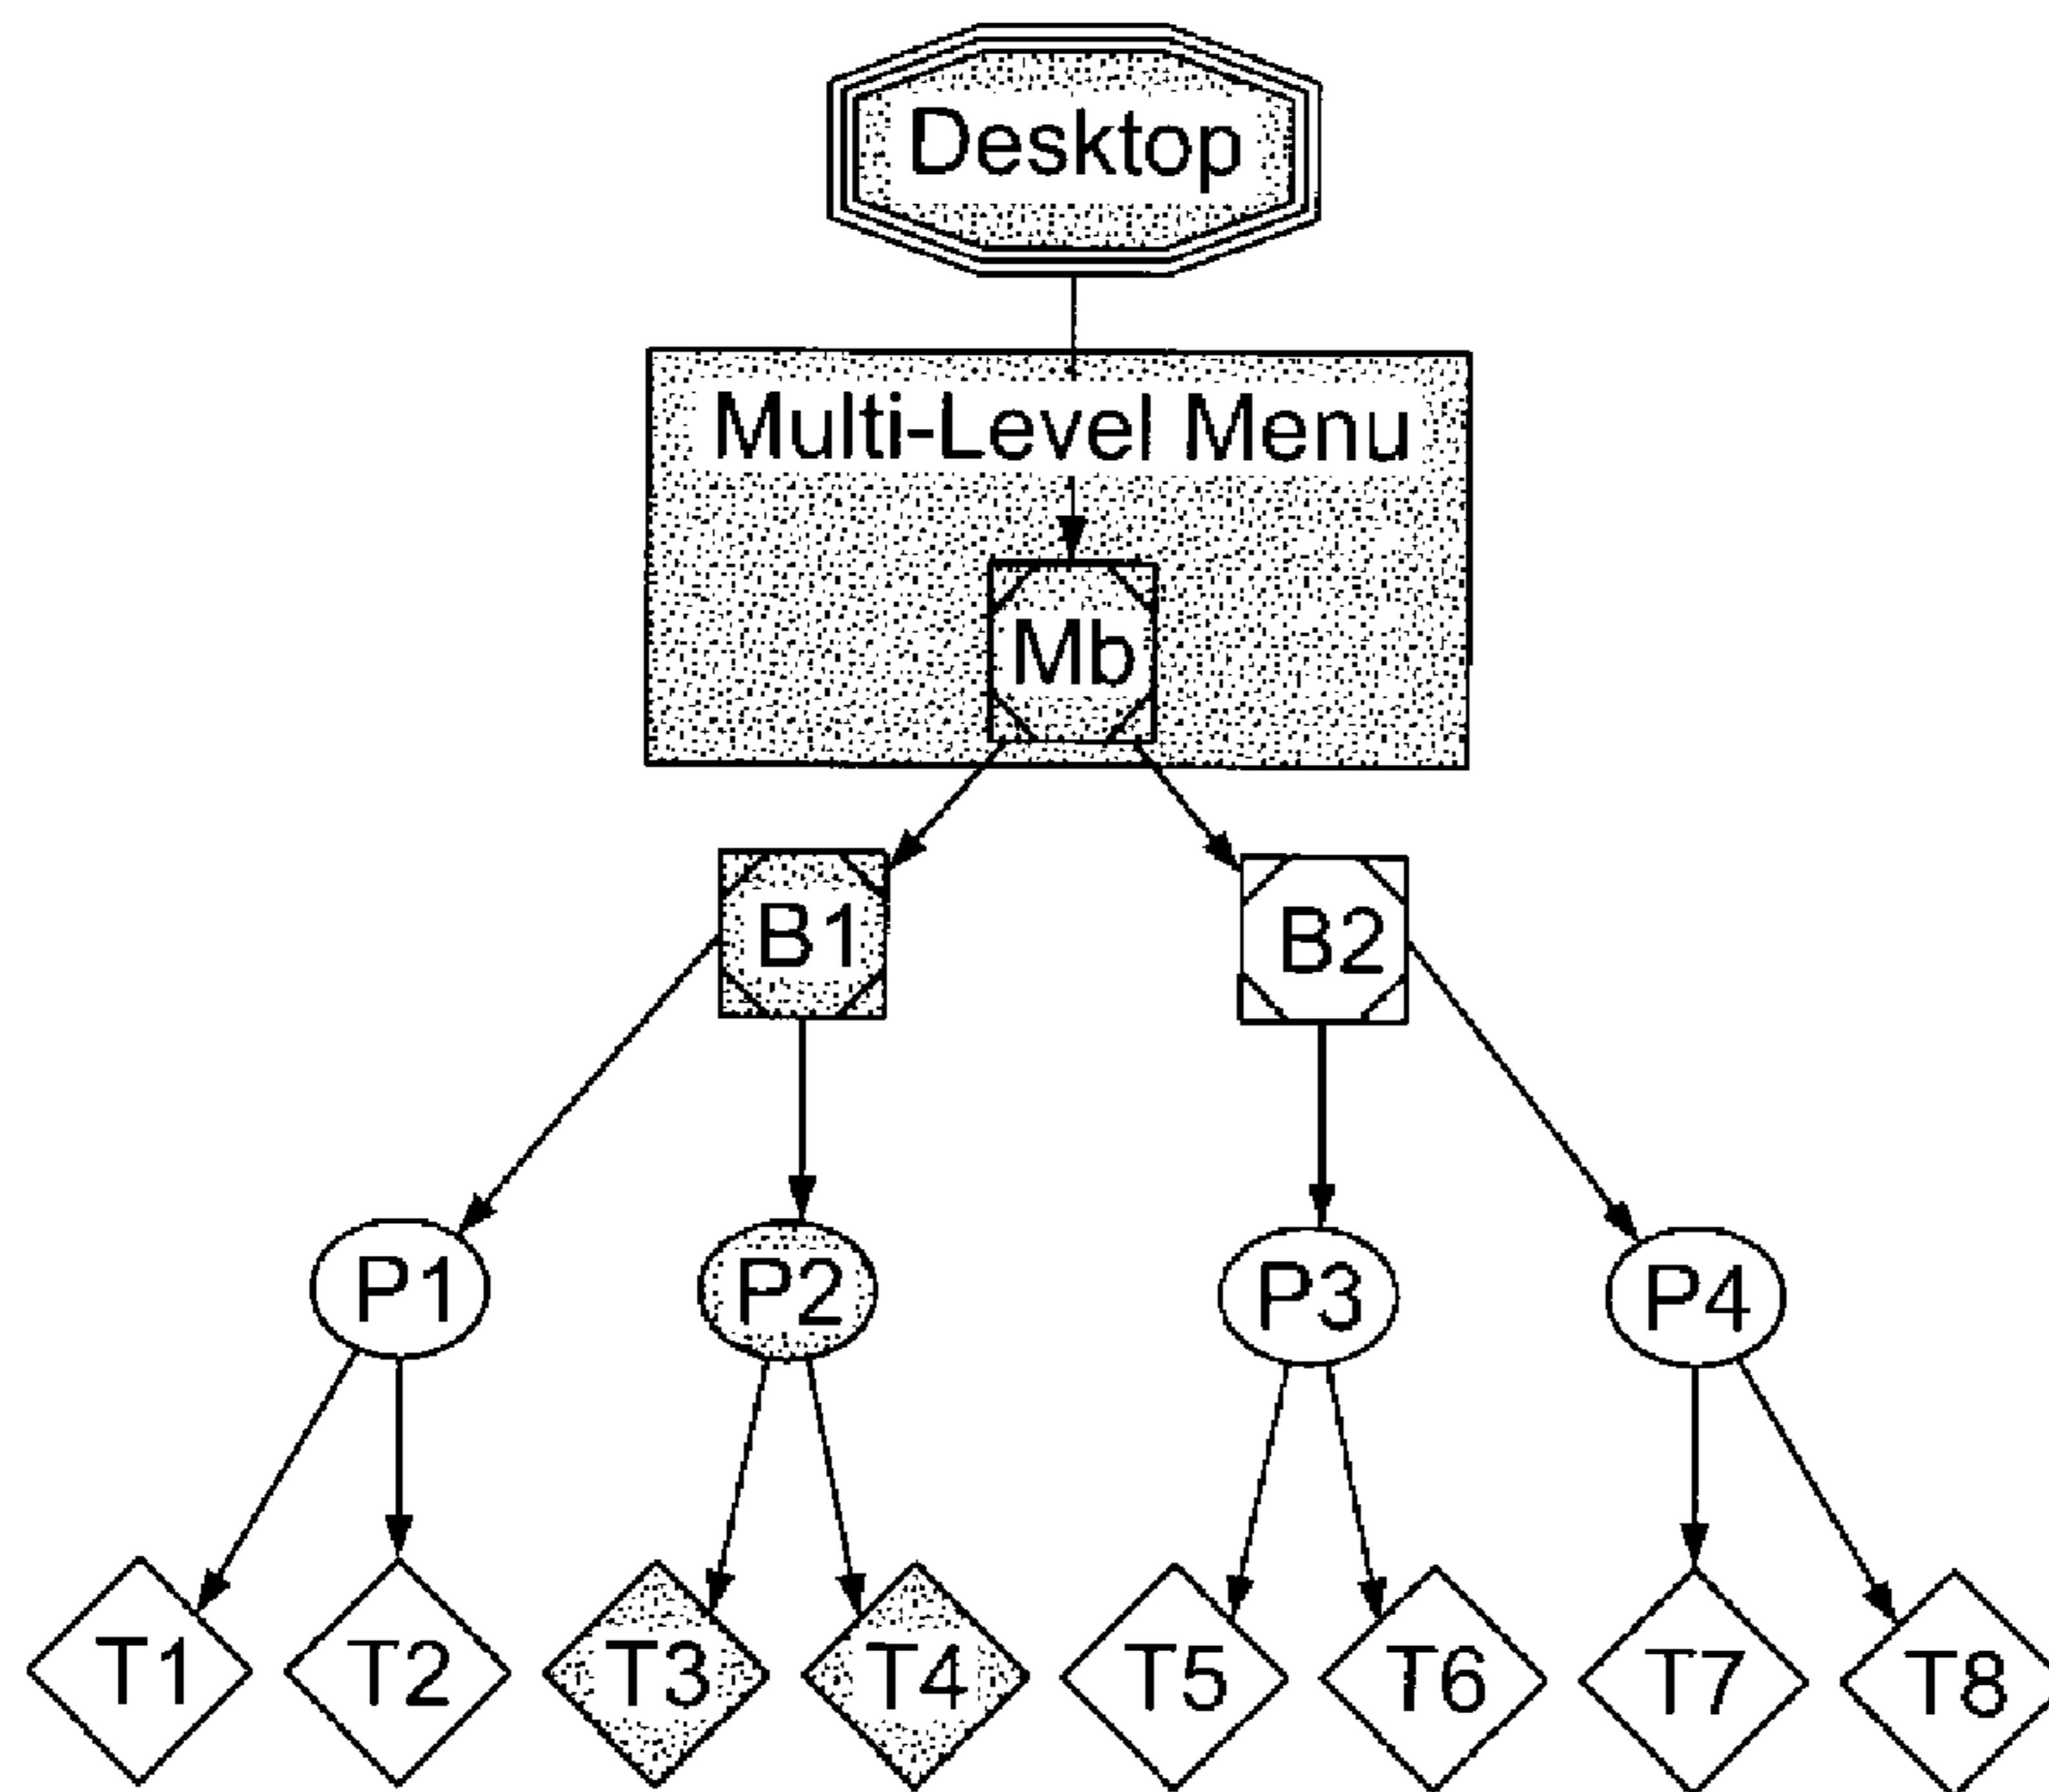 Desktop
Multi-Level Menu
Mb
B1 B2
P1 P2 P3 P4
T1 T2 T3 T4 T5 T6 T7 T8